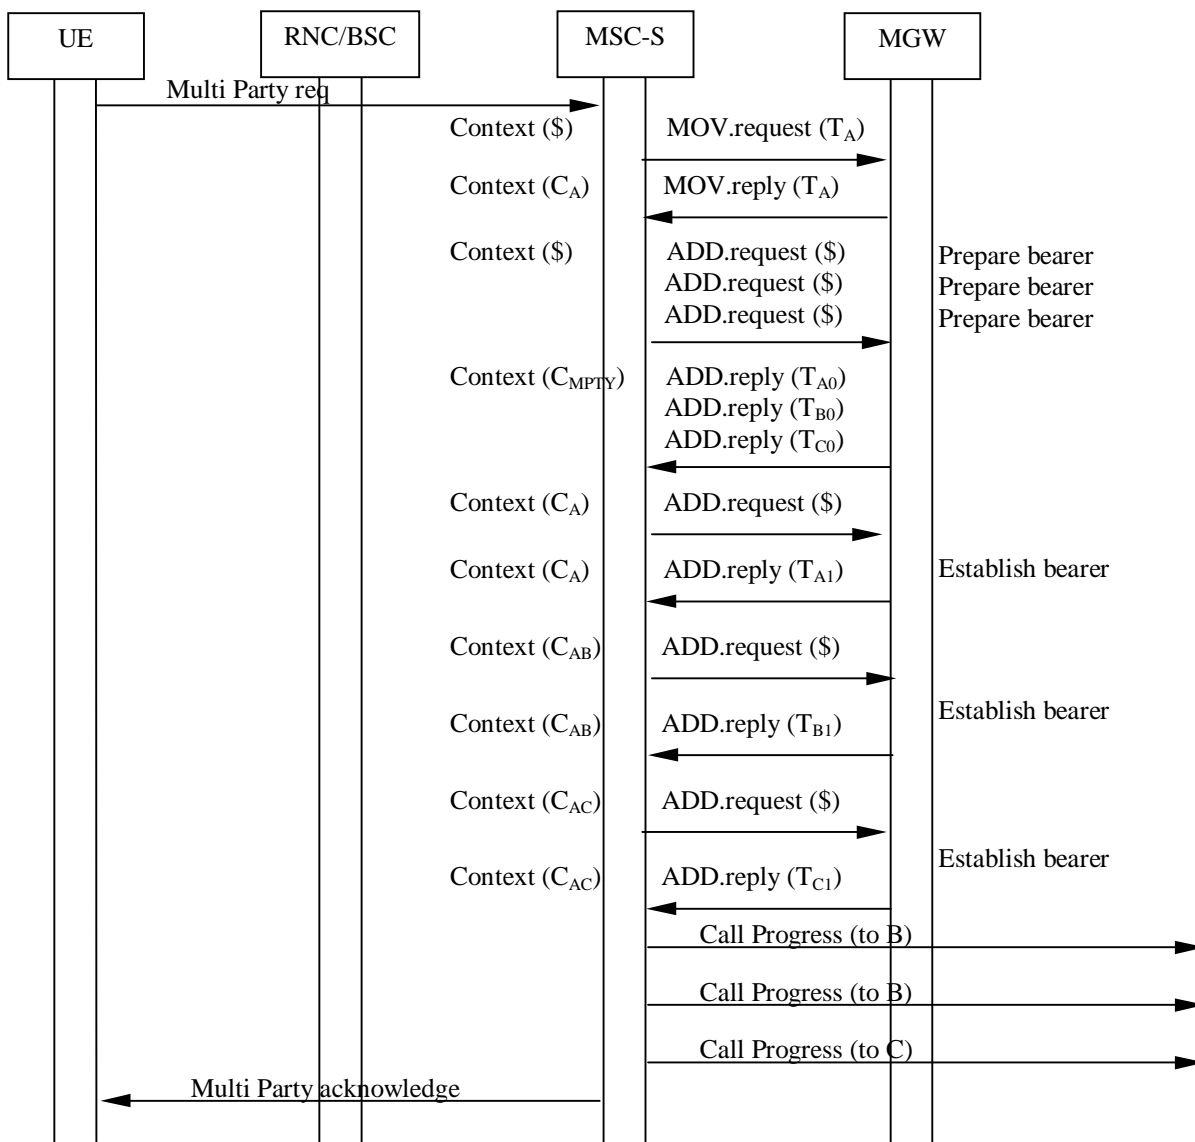 UE RNC/BSC MSC-S MGW
Multi Party req
Context ($) MOV.request (TA)
Context (CA) MOV.reply (TA)
Context ($) ADD.request ($) Prepare bearer
ADD.request ($) Prepare bearer
ADD.request ($) Prepare bearer
Context (CMPTY) ADD.reply (TA0)
ADD.reply (TB0)
ADD.reply (TC0)
Context (CA) ADD.request ($)
Context (CA) ADD.reply (TA1) Establish bearer
Context (CAB) ADD.request ($)
Establish bearer
Context (CAB) ADD.reply (TB1)
Context (CAC) ADD.request ($)
Establish bearer
Context (CAC) ADD.reply (TC1)
Call Progress (to B)
Call Progress (to B)
Call Progress (to C)
Multi Party acknowledge